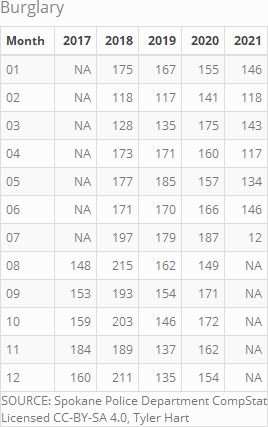 Burglary
Month 2017 2018 2019 2020 2021
01 NA 175 167 155 146
02 NA 118 117 141 118
03 NA 128 135 175 143
04 NA 173 171 160 117
05 NA 177 185 157 134
06 NA 171 170 166 146
07 NA 197 179 187 12
08 148 215 162 149 NA
09 153 193 154 171 NA
10 159 203 146 172 NA
11 184 189 137 162 NA
12 160 211 135 154 NA
SOURCE: Spokane Police Department CompStat
Licensed CC-BY-SA 4.0, Tyler Hart